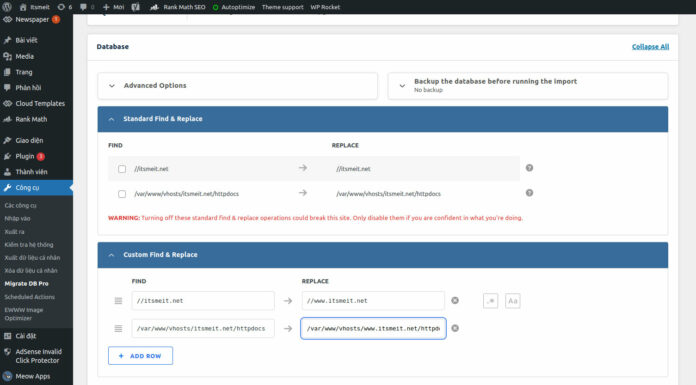 Itsmeit
6
0
Mới
Rank Math SEO
Autoptimize
Theme support
WP Rocket
Newspaper 1
Bài viết
Media
Trang
Phản hồi
Cloud Templates
Rank Math
Giao diện
Plugin 3
Thành viên
Công cụ
Các công cụ
Nhập vào
Xuất ra
Kiểm tra hệ thống
Xuất dữ liệu cá nhân
Xóa dữ liệu cá nhân
Migrate DB Pro
Scheduled Actions
EWWW Image
Optimizer
Cài đặt
AdSense Invalid
Click Protector
Meow Apps
Database
Collapse All
Advanced Options
Backup the database before running the import
No backup
Standard Find & Replace
FIND
REPLACE
//itsmeit.net
//itsmeit.net
/var/www/vhosts/itsmeit.net/httpdocs
/var/www/vhosts/itsmeit.net/httpdocs
WARNING: Turning off these standard find & replace operations could break this site. Only disable them if you are confident in what you're doing.
Custom Find & Replace
FIND
REPLACE
//itsmeit.net
//www.itsmeit.net
.*
Aa
/var/www/vhosts/itsmeit.net/httpdocs
/var/www/vhosts/www.itsmeit.net/httpd
+ ADD ROW